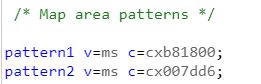 /* Map area patterns */
pattern1 v=ms c=cxb81800;
pattern2 v=ms c=cx007dd6;